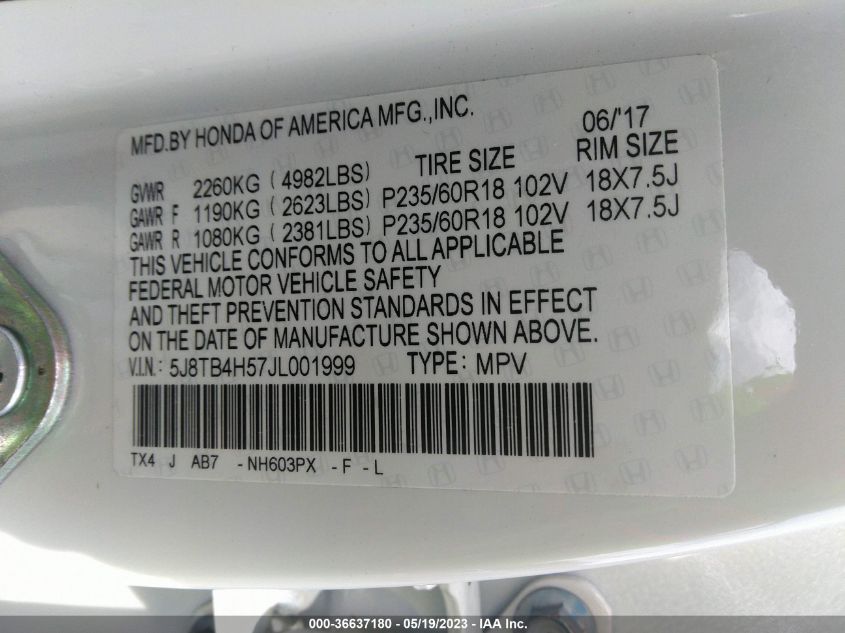 MFD.BY HONDA OF AMERICA MFG.,INC. 06/'17
TIRE SIZE RIM SIZE
GVWR 2260KG (4982LBS)
GAWR F 1190KG (2623LBS) P235/60R18 102V 18X7.5J
GAWR R 1080KG (2381LBS) P235/60R18 102V 18X7.5J
THIS VEHICLE CONFORMS TO ALL APPLICABLE
FEDERAL MOTOR VEHICLE SAFETY
AND THEFT PREVENTION STANDARDS IN EFFECT
ON THE DATE OF MANUFACTURE SHOWN ABOVE.
V.I.N.: 5J8TB4H57JL001999 TYPE: MPV
TX4 J AB7 -NH603PX -F -L
000-36637180 - 05/19/2023 - IAA Inc.